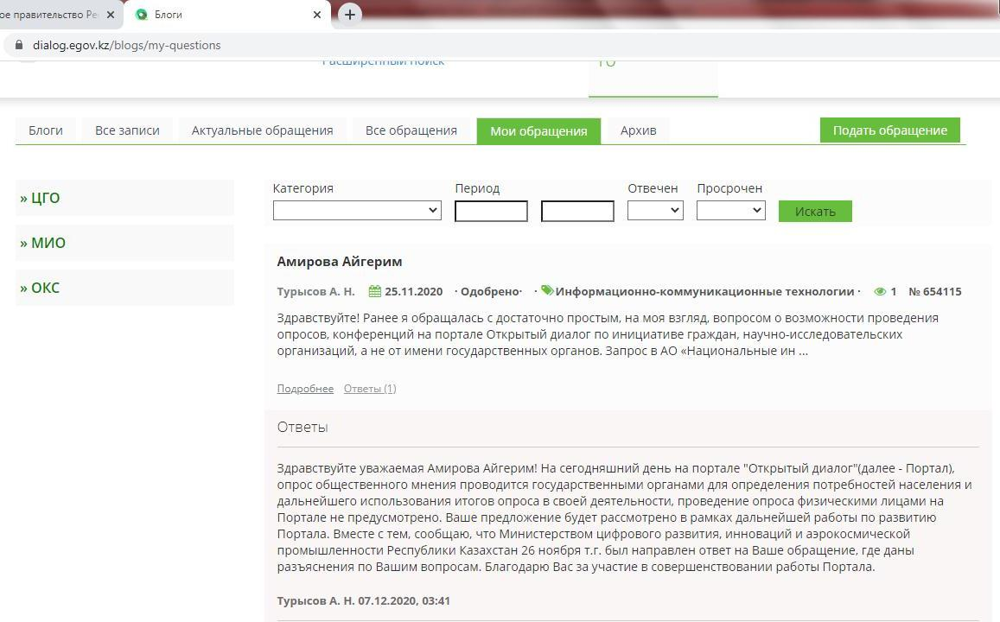 ое правительство Ре
Блоги
dialog.egov.kz/blogs/my-questions
Расширенный поиск
ГО
Блоги Все записи Актуальные обращения Все обращения Мои обращения Архив Подать обращение
» ЦГО
» МИО
» ОКС
Категория Период Отвечен Просрочен
Искать
Амирова Айгерим
Турысов А. Н. 25.11.2020 · Одобрено· · Информационно-коммуникационные технологии · 1 № 654115
Здравствуйте! Ранее я обращалась с достаточно простым, на моя взгляд, вопросом о возможности проведения
опросов, конференций на портале Открытый диалог по инициативе граждан, научно-исследовательских
организаций, а не от имени государственных органов. Запрос в АО «Национальные ин ...
Подробнее Ответы (1)
Ответы
Здравствуйте уважаемая Амирова Айгерим! На сегодняшний день на портале "Открытый диалог"(далее - Портал),
опрос общественного мнения проводится государственными органами для определения потребностей населения и
дальнейшего использования итогов опроса в своей деятельности, проведение опроса физическими лицами на
Портале не предусмотрено. Ваше предложение будет рассмотрено в рамках дальнейшей работы по развитию
Портала. Вместе с тем, сообщаю, что Министерством цифрового развития, инноваций и аэрокосмической
промышленности Республики Казахстан 26 ноября т.г. был направлен ответ на Ваше обращение, где даны
разъяснения по Вашим вопросам. Благодарю Вас за участие в совершенствовании работы Портала.
Турысов А. Н. 07.12.2020, 03:41